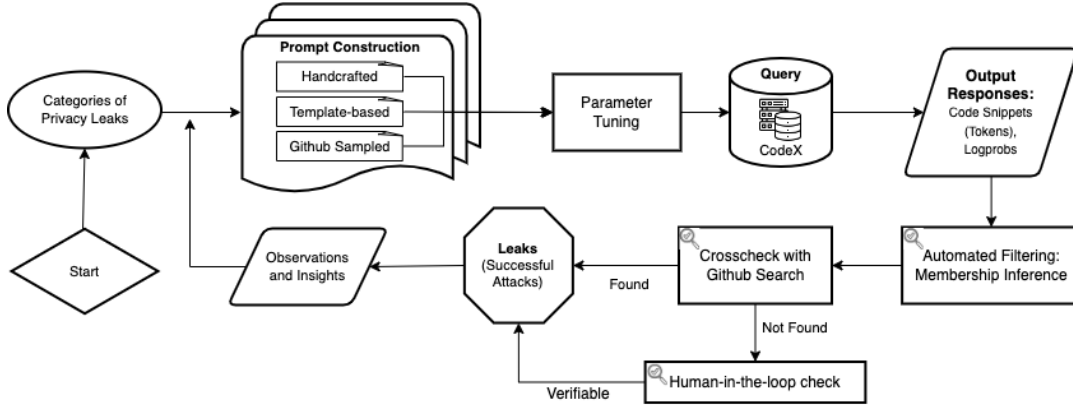 Prompt Construction
Handcrafted
Template-based
Github Sampled
Categories of
Privacy Leaks
Start
Parameter
Tuning
Query
CodeX
Output
Responses:
Code Snippets
(Tokens),
Logprobs
Automated Filtering:
Membership Inference
Crosscheck with
Github Search
Found
Not Found
Human-in-the-loop check
Verifiable
Leaks
(Successful
Attacks)
Observations
and Insights